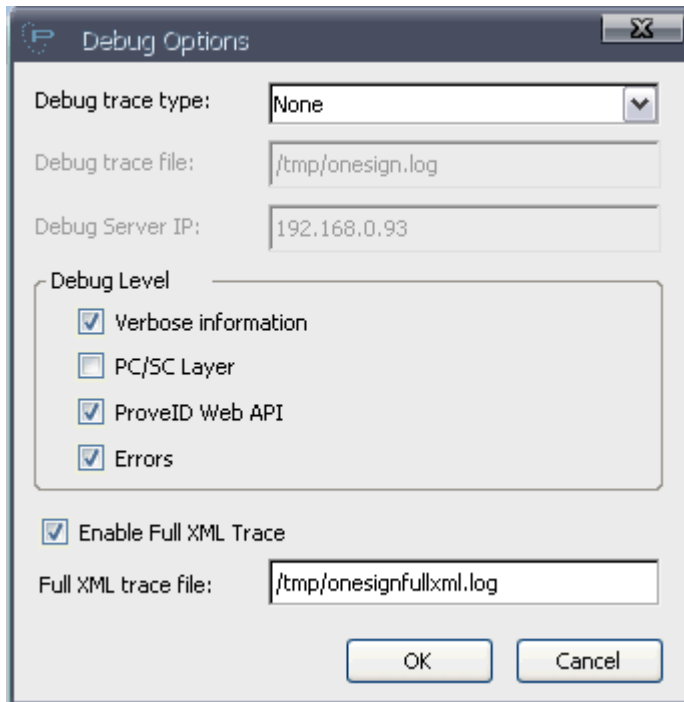 Debug Options
Debug trace type: None
Debug trace file: /tmp/onesign.log
Debug Server IP: 192.168.0.93
Debug Level
Verbose information
PC/SC Layer
ProveID Web API
Errors
Enable Full XML Trace
Full XML trace file: /tmp/onesignfullxml.log
OK Cancel